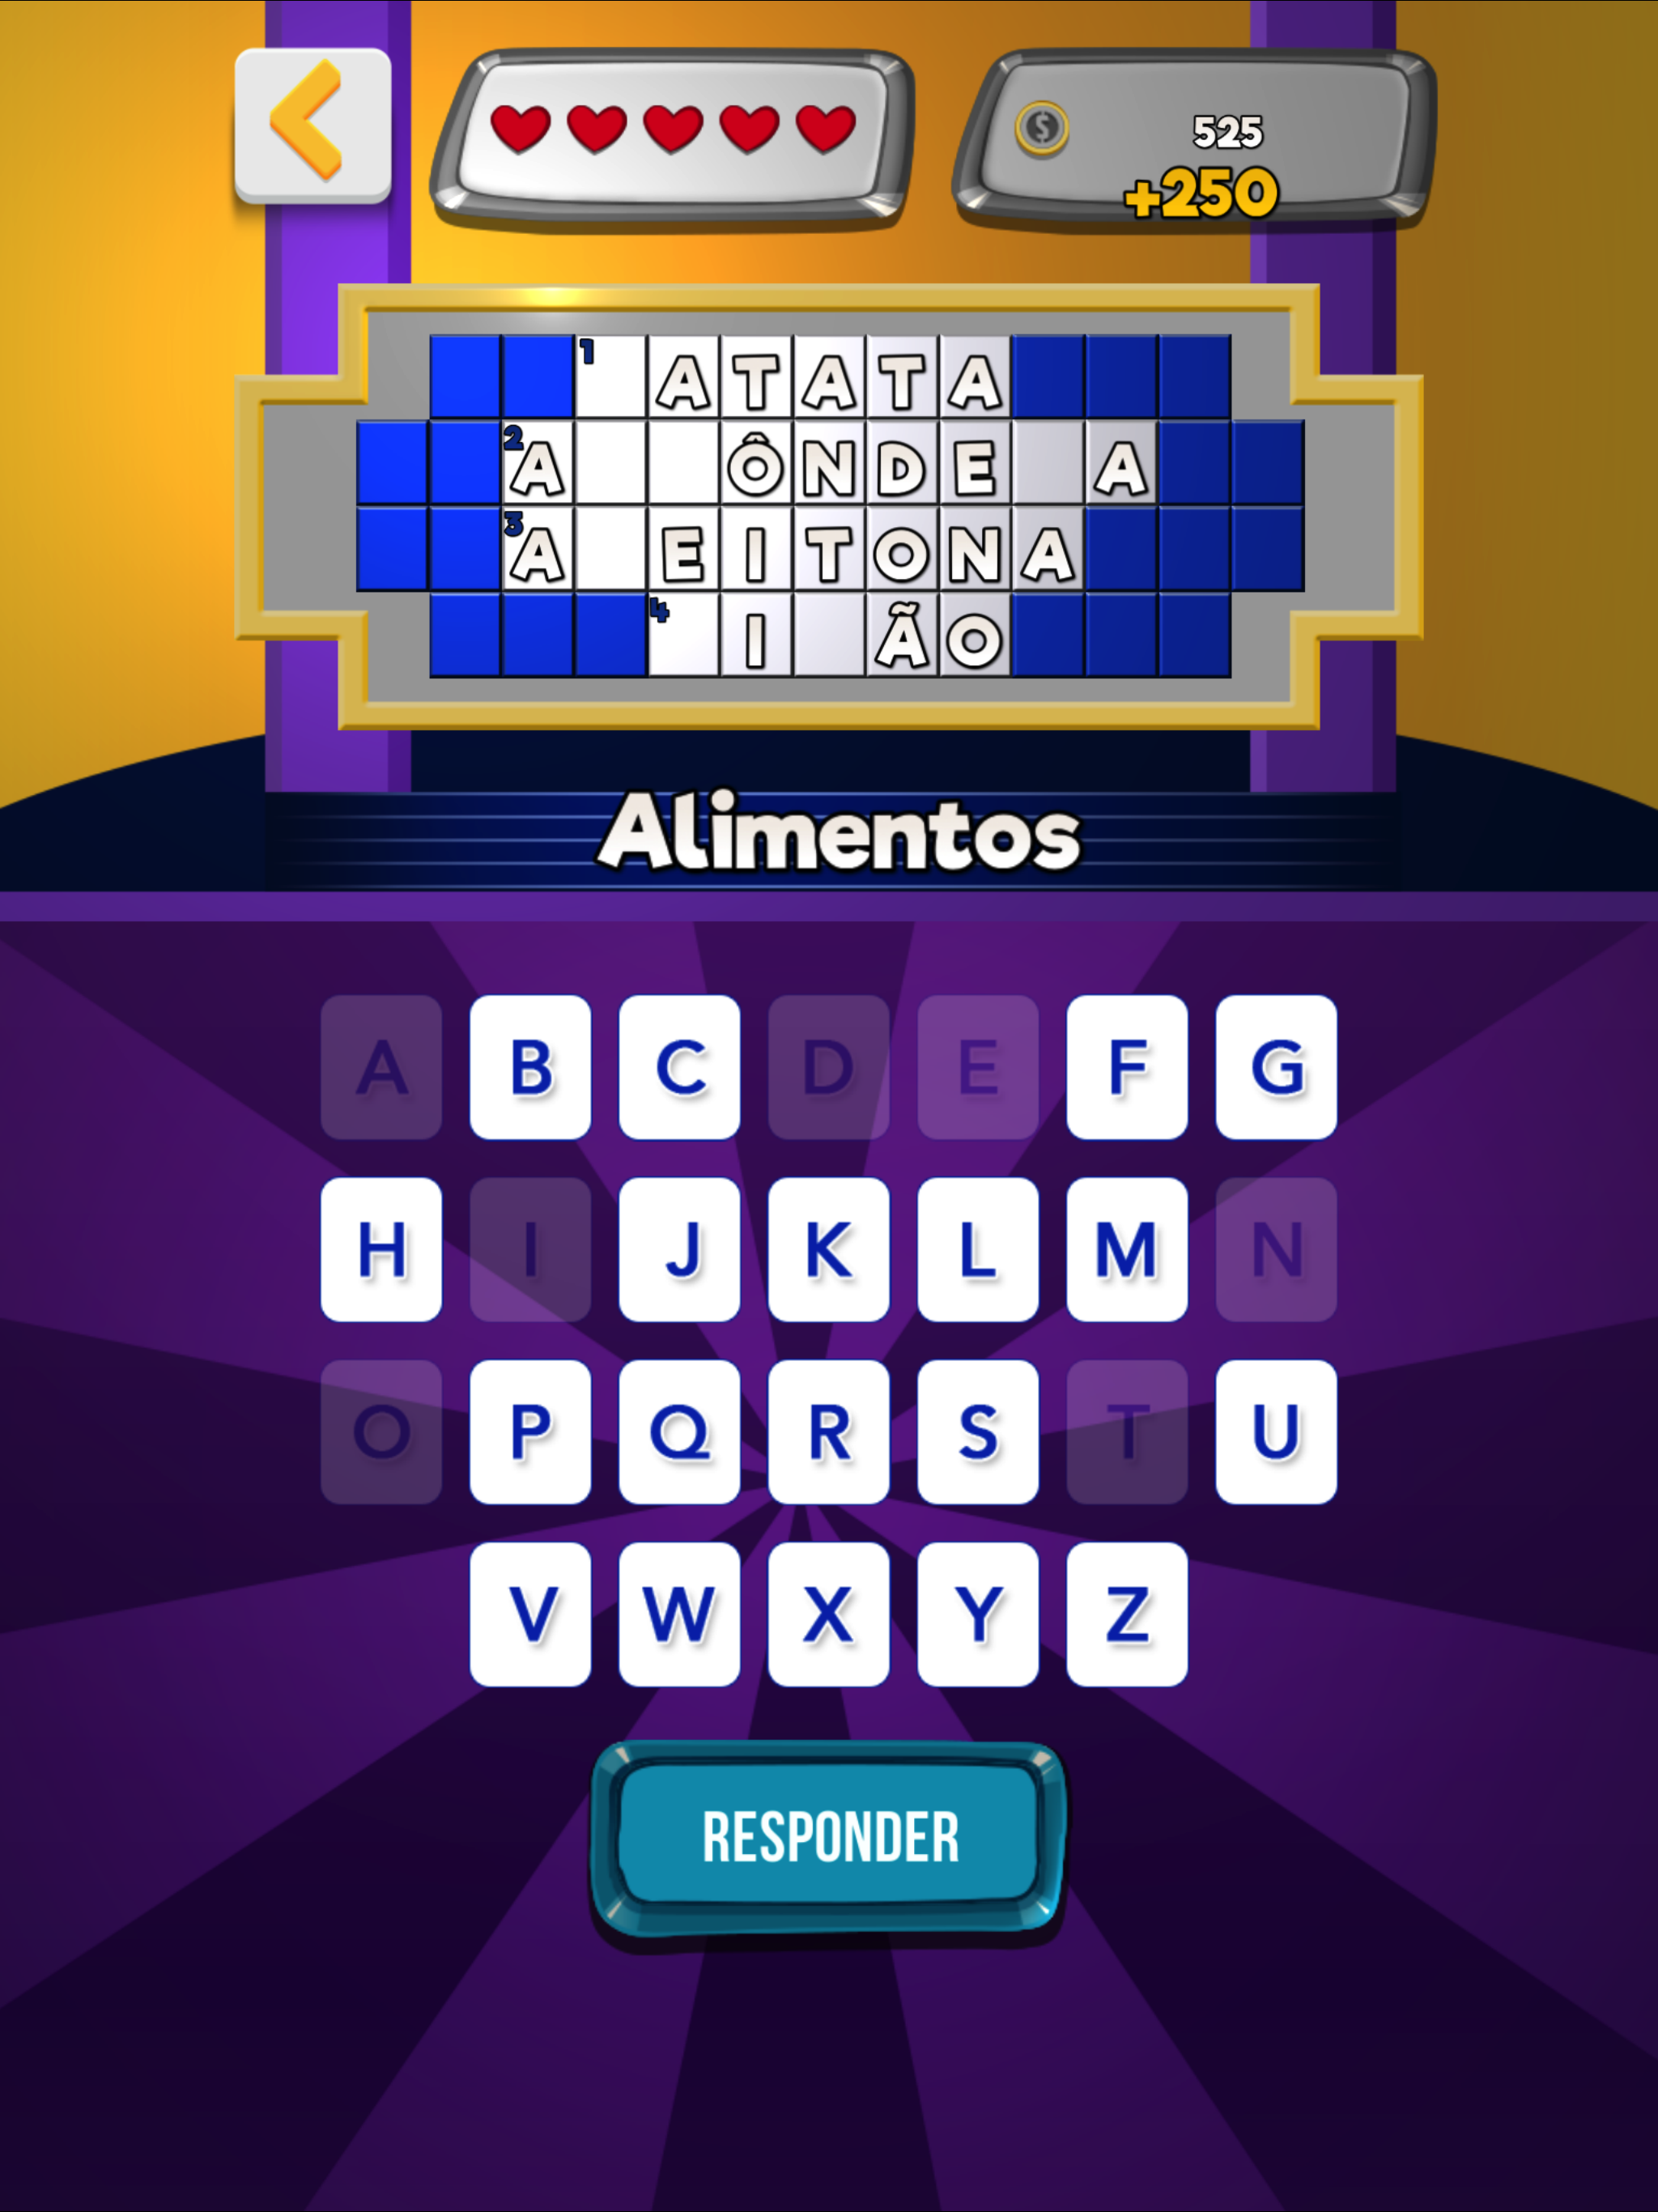 525
+250
1 ATATA
2 A ÔNDE A
3 A EITONA
4 I ÃO
Alimentos
A B C D E F G
H I J K L M N
O P Q R S T U
V W X Y Z
RESPONDER